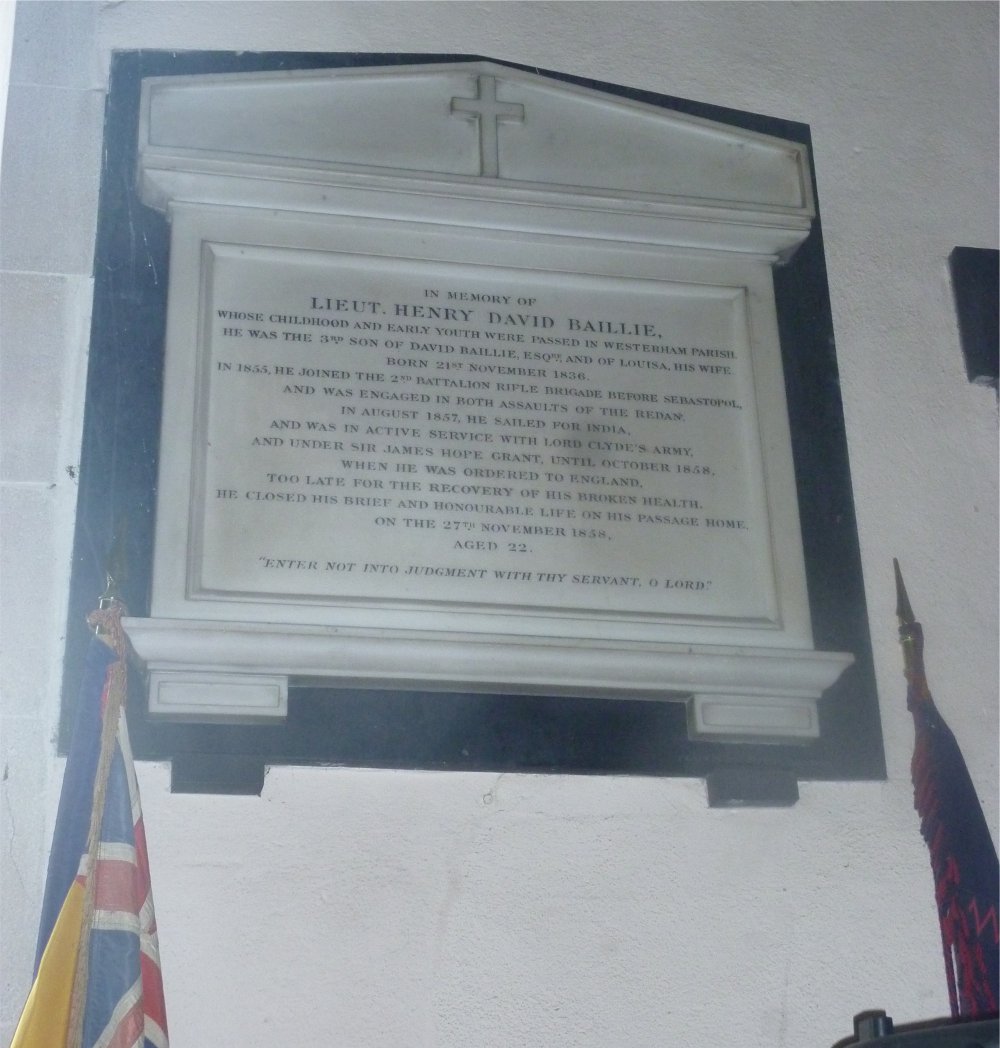 IN MEMORY OF
LIEUT. HENRY DAVID BAILLIE,
WHOSE CHILDHOOD AND EARLY YOUTH WERE PASSED IN WESTERHAM PARISH.
HE WAS THE 3RD SON OF DAVID BAILLIE, ESQRE, AND OF LOUISA, HIS WIFE.
BORN 21ST NOVEMBER 1836.
IN 1855, HE JOINED THE 2ND BATTALION RIFLE BRIGADE BEFORE SEBASTOPOL,
AND WAS ENGAGED IN BOTH ASSAULTS OF THE REDAN.
IN AUGUST 1857, HE SAILED FOR INDIA,
AND WAS IN ACTIVE SERVICE WITH LORD CLYDE'S ARMY,
AND UNDER SIR JAMES HOPE GRANT, UNTIL OCTOBER 1858,
WHEN HE WAS ORDERED TO ENGLAND,
TOO LATE FOR THE RECOVERY OF HIS BROKEN HEALTH.
HE CLOSED HIS BRIEF AND HONOURABLE LIFE ON HIS PASSAGE HOME,
ON THE 27TH NOVEMBER 1858,
AGED 22.
"ENTER NOT INTO JUDGMENT WITH THY SERVANT, O LORD."